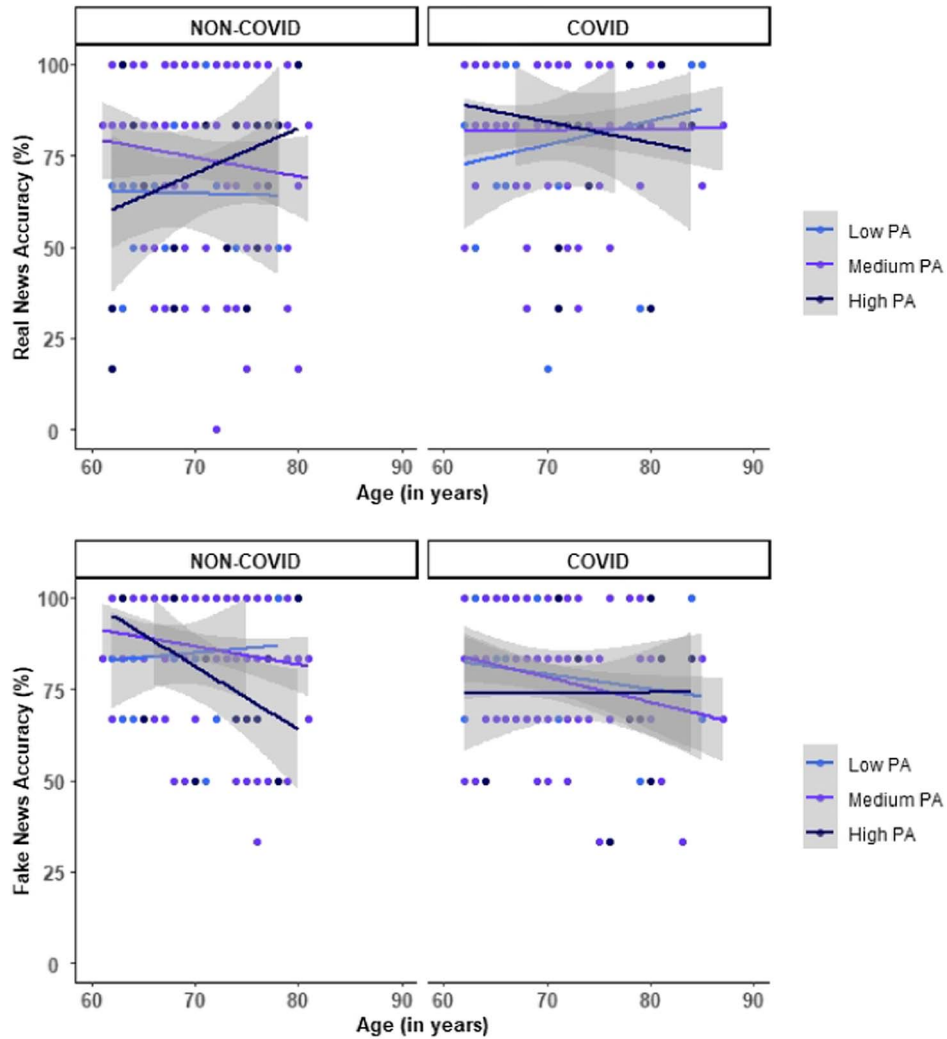 NON-COVID COVID
Real News Accuracy (%)
100
75
50
25
0
60 70 80 90 60 70 80 90
Age (in years)
Low PA
Medium PA
High PA
NON-COVID COVID
Fake News Accuracy (%)
100
75
50
25
0
60 70 80 90 60 70 80 90
Age (in years)
Low PA
Medium PA
High PA